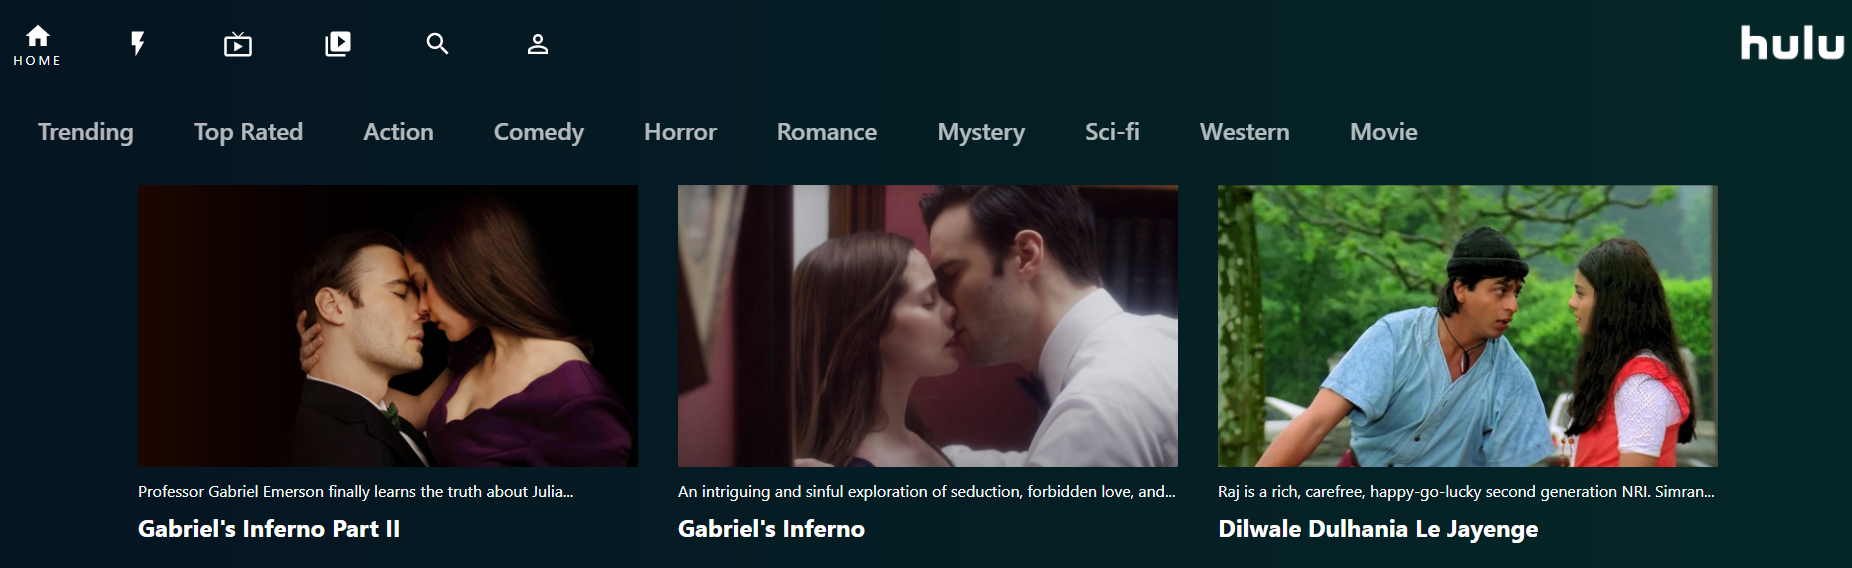 HOME
hulu
Trending Top Rated Action Comedy Horror Romance Mystery Sci-fi Western Movie
Professor Gabriel Emerson finally learns the truth about Julia...
Gabriel's Inferno Part II
An intriguing and sinful exploration of seduction, forbidden love, and...
Gabriel's Inferno
Raj is a rich, carefree, happy-go-lucky second generation NRI. Simran...
Dilwale Dulhania Le Jayenge